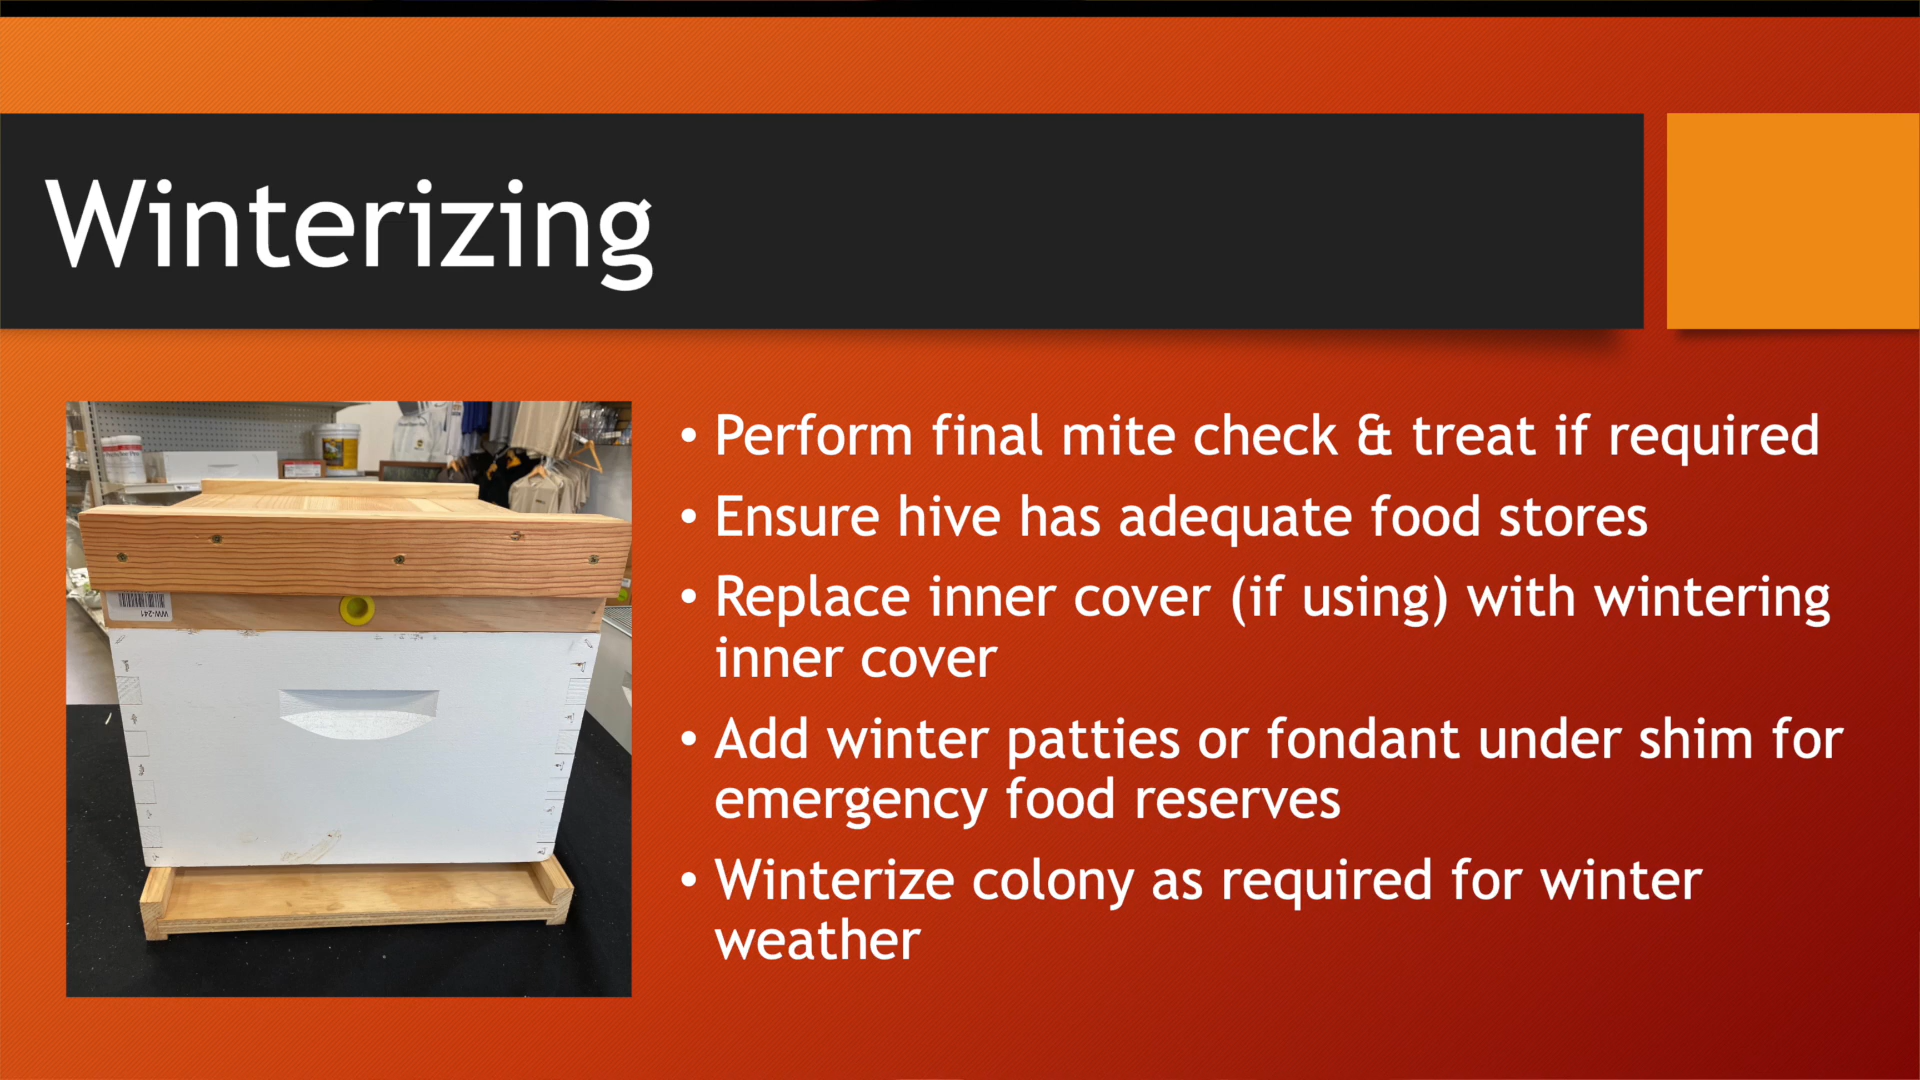 Winterizing
• Perform final mite check & treat if required
• Ensure hive has adequate food stores
• Replace inner cover (if using) with wintering
inner cover
• Add winter patties or fondant under shim for
emergency food reserves
• Winterize colony as required for winter
weather
WW-241